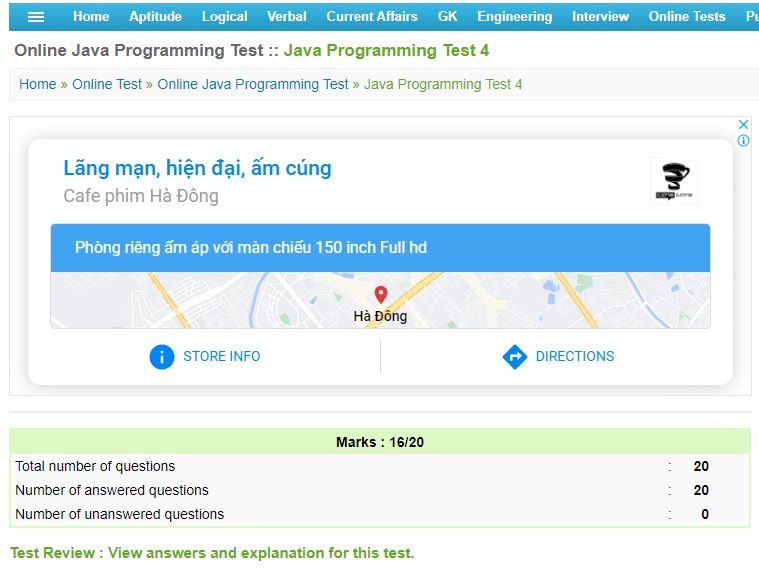 Home Aptitude Logical Verbal Current Affairs GK Engineering Interview Online Tests Pu
Online Java Programming Test :: Java Programming Test 4
Home » Online Test » Online Java Programming Test » Java Programming Test 4
Lãng mạn, hiện đại, ấm cúng
Cafe phim Hà Đông
Phòng riêng ấm áp với màn chiếu 150 inch Full hd
Hà Đông
STORE INFO DIRECTIONS
Marks : 16/20
Total number of questions : 20
Number of answered questions : 20
Number of unanswered questions : 0
Test Review : View answers and explanation for this test.